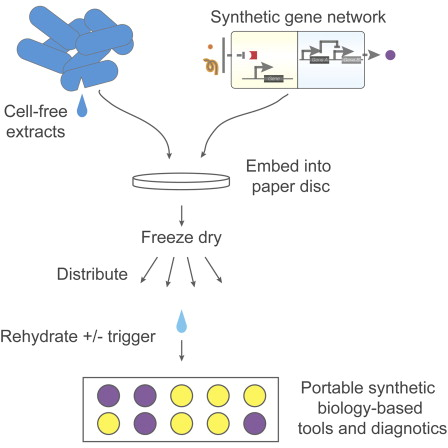 Synthetic gene network
Cell-free
extracts
Embed into
paper disc
Freeze dry
Distribute
Rehydrate +/- trigger
Portable synthetic
biology-based
tools and diagnotics